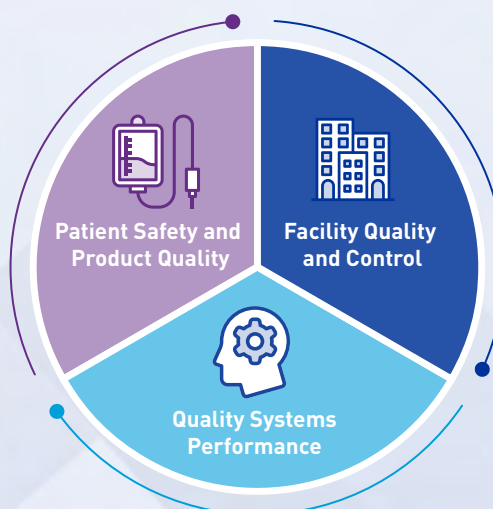 Patient Safety and
Product Quality
Facility Quality
and Control
Quality Systems
Performance